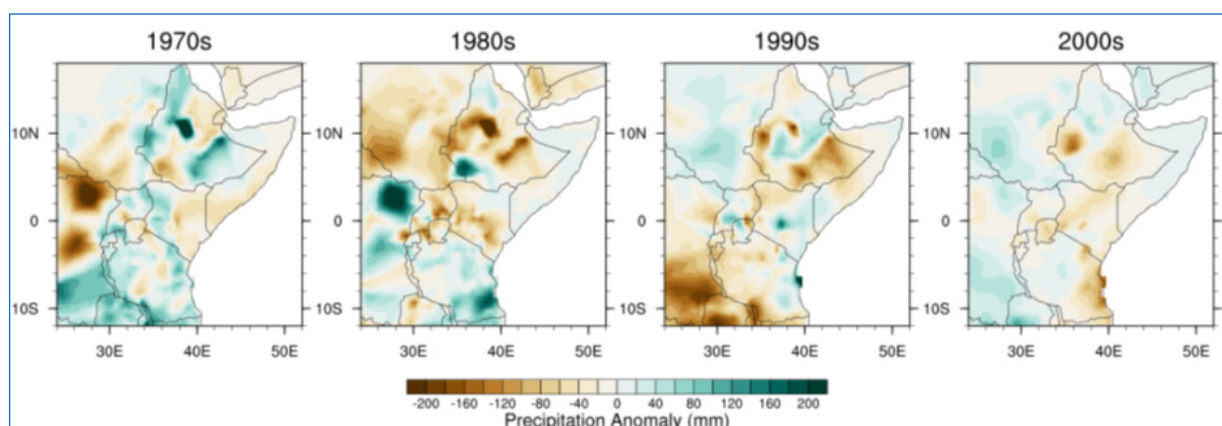 1970s 1980s 1990s 2000s
10N 10N 10N 10N
0 0 0 0
10S 10S 10S 10S
30E 40E 50E 30E 40E 50E 30E 40E 50E 30E 40E 50E
-200 -160 -120 -80 -40 0 40 80 120 160 200
Precipitation Anomaly (mm)